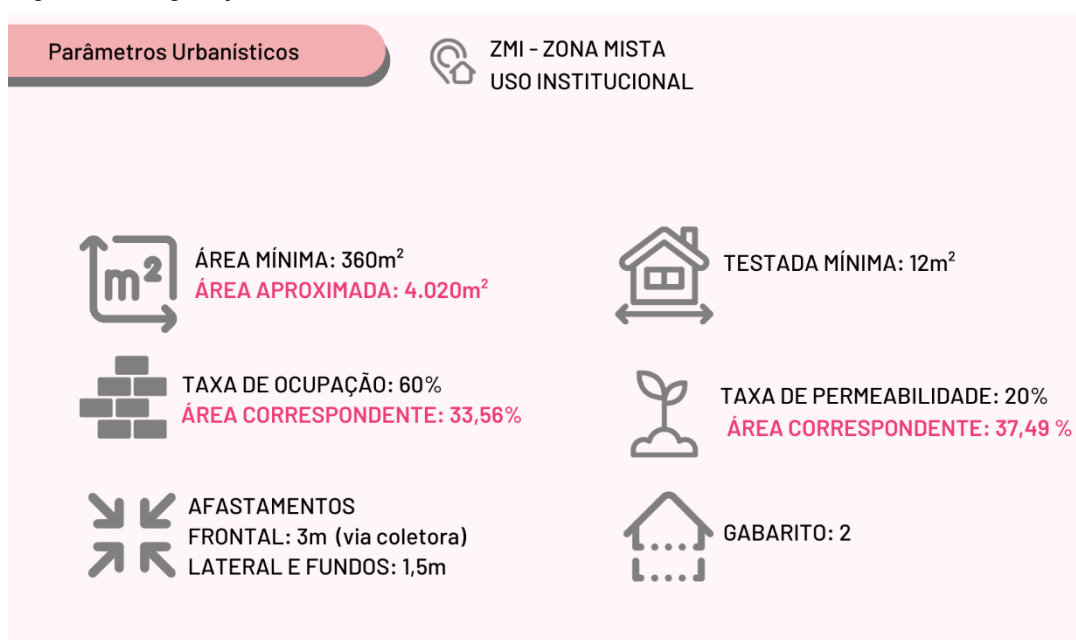 Parâmetros Urbanísticos
ZMI - ZONA MISTA
USO INSTITUCIONAL
m²
ÁREA MÍNIMA: 360m²
ÁREA APROXIMADA: 4.020m²
TESTADA MÍNIMA: 12m²
TAXA DE OCUPAÇÃO: 60%
ÁREA CORRESPONDENTE: 33,56%
TAXA DE PERMEABILIDADE: 20%
ÁREA CORRESPONDENTE: 37,49 %
AFASTAMENTOS
FRONTAL: 3m (via coletora)
LATERAL E FUNDOS: 1,5m
GABARITO: 2